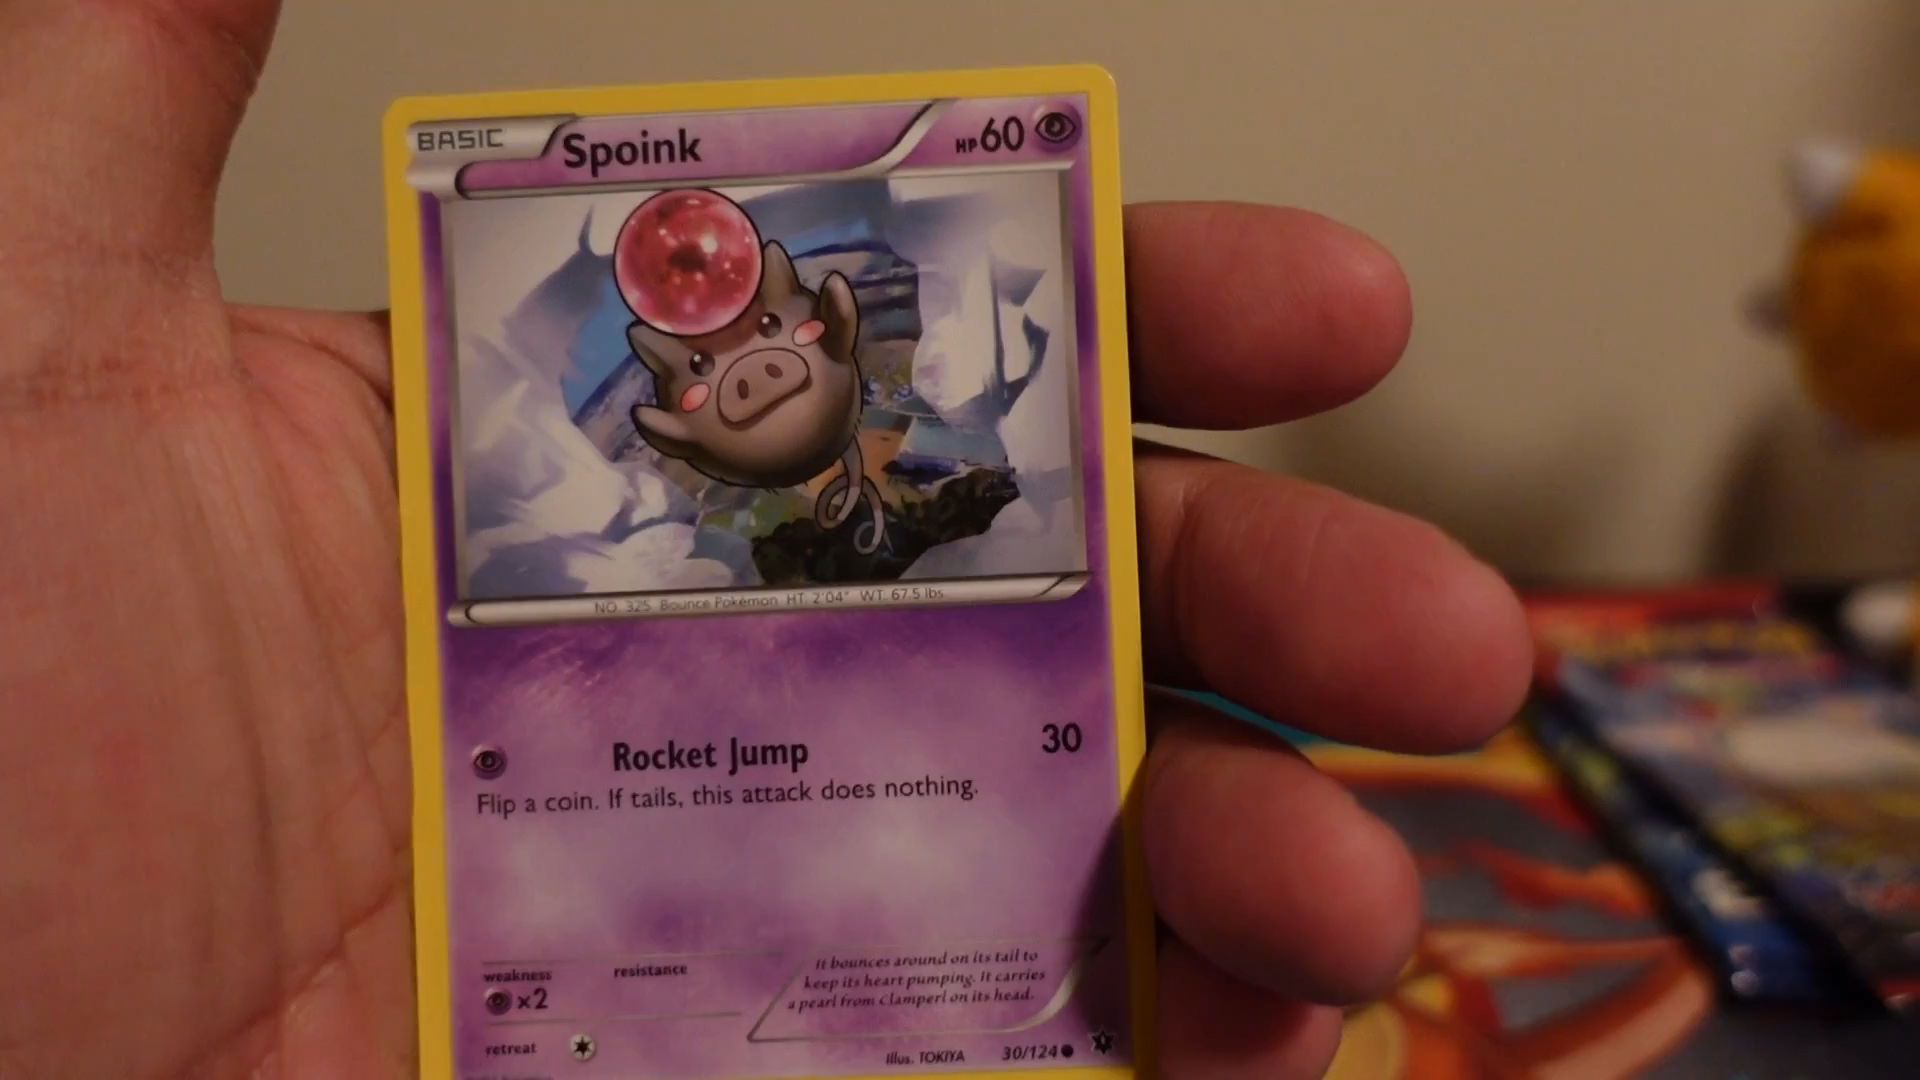 BASIC Spoink HP60
NO. 325 Bounce Pokémon HT: 2'04" WT: 67.5 lbs.
Rocket Jump 30
Flip a coin. If tails, this attack does nothing.
weakness resistance
x2
It bounces around on its tail to
keep its heart pumping. It carries
a pearl from Clamperl on its head.
retreat
Illus. TOKIYA 30/124